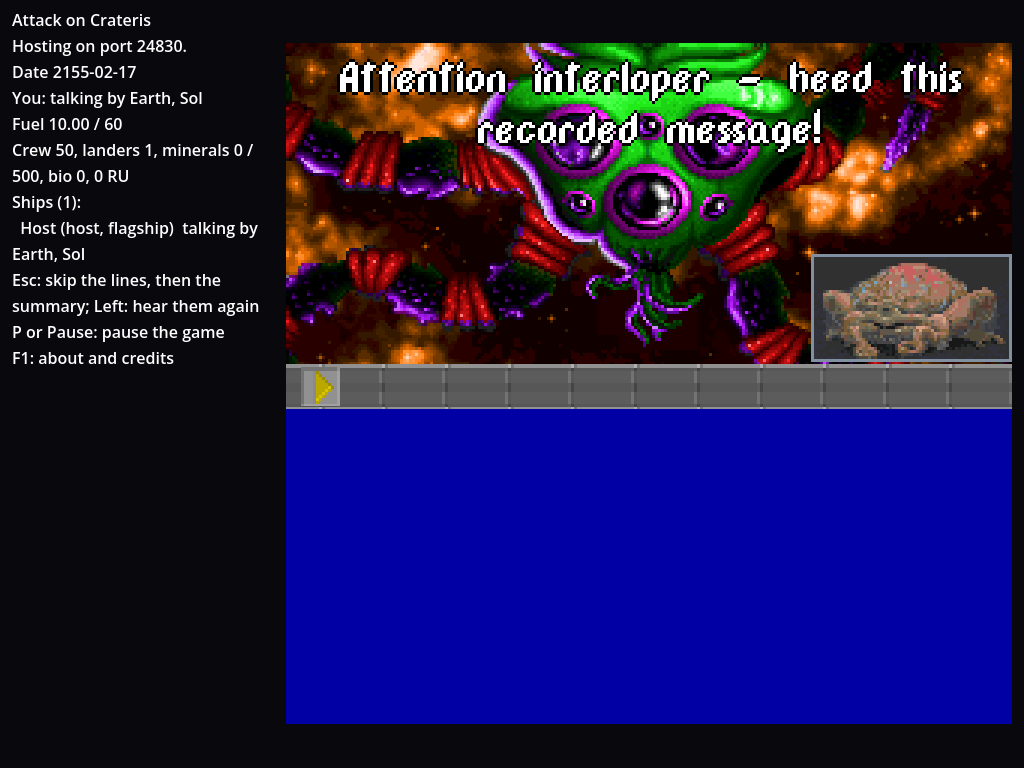 Attack on Crateris
Hosting on port 24830.
Date 2155-02-17
You: talking by Earth, Sol
Fuel 10.00 / 60
Crew 50, landers 1, minerals 0 /
500, bio 0, 0 RU
Ships (1):
Host (host, flagship)  talking by
Earth, Sol
Esc: skip the lines, then the
summary; Left: hear them again
P or Pause: pause the game
F1: about and credits
Attention interloper - heed this
recorded message!